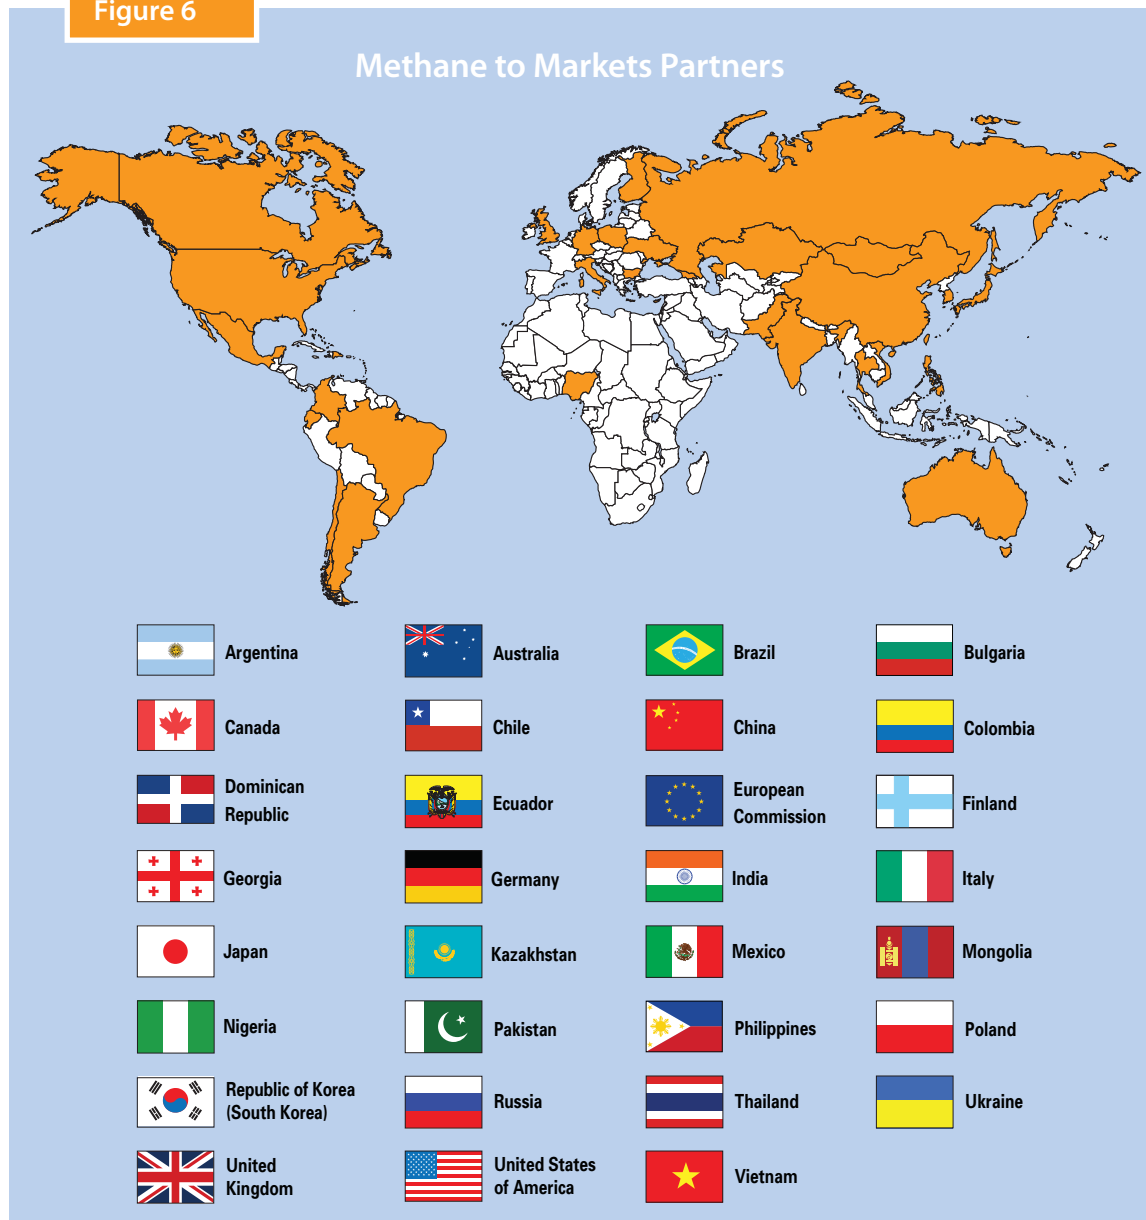 Figure 6
Methane to Markets Partners
Argentina
Australia
Brazil
Bulgaria
Canada
Chile
China
Colombia
Dominican
Republic
Ecuador
European
Commission
Finland
Georgia
Germany
India
Italy
Japan
Kazakhstan
Mexico
Mongolia
Nigeria
Pakistan
Philippines
Poland
Republic of Korea
(South Korea)
Russia
Thailand
Ukraine
United
Kingdom
United States
of America
Vietnam